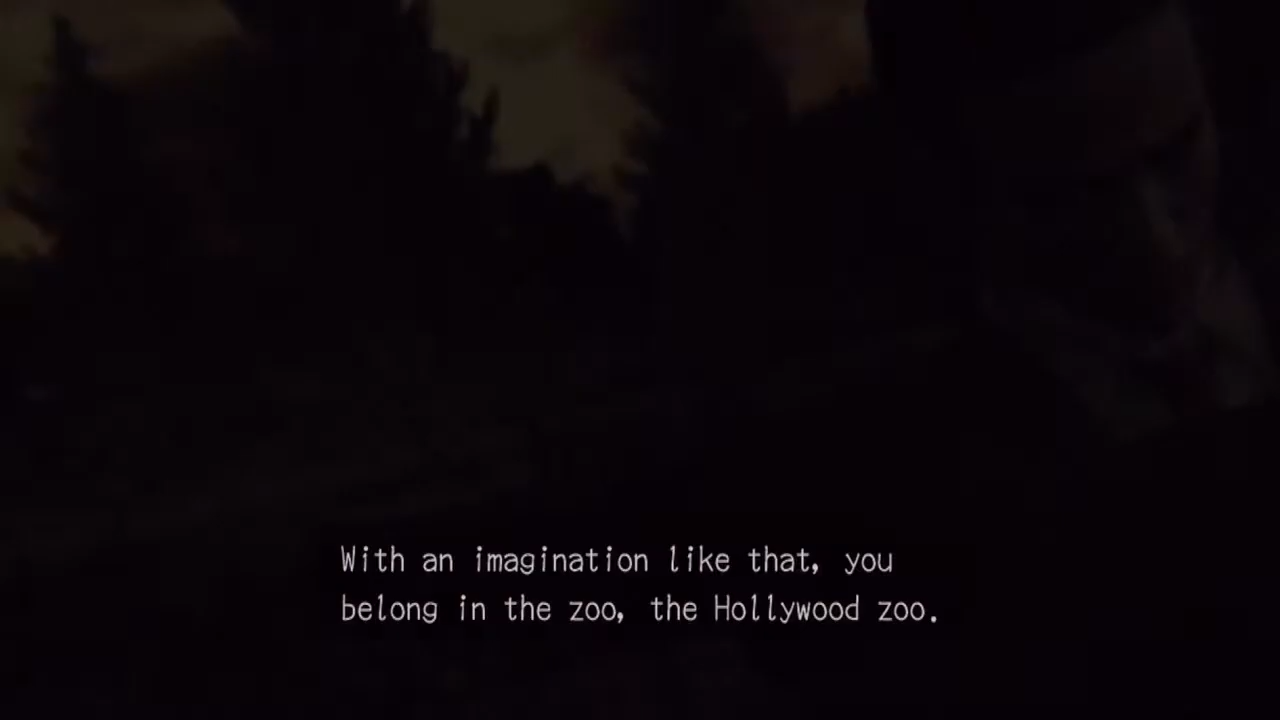 With an imagination like that, you
belong in the zoo, the Hollywood zoo.